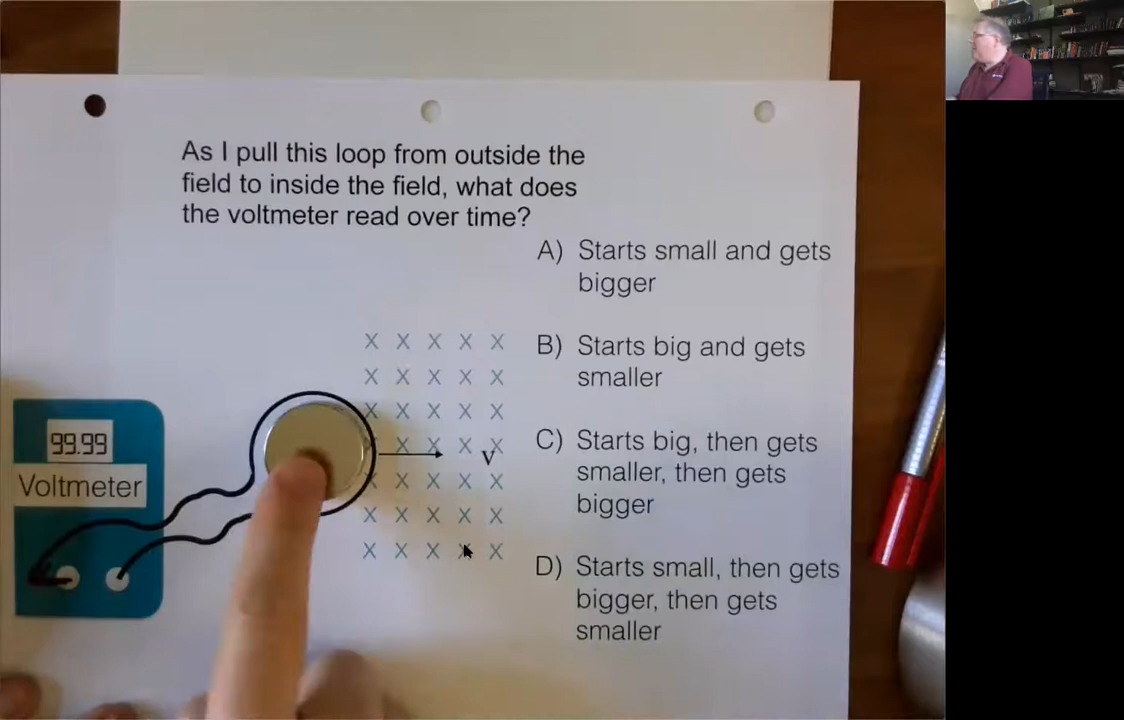 As I pull this loop from outside the
field to inside the field, what does
the voltmeter read over time?
A) Starts small and gets
bigger
B) Starts big and gets
smaller
C) Starts big, then gets
smaller, then gets
bigger
D) Starts small, then gets
bigger, then gets
smaller
X X X X X
X X X X X
X X X X X
X X X X X
v
X X X X X
X X X X X
X X X X X
99.99
Voltmeter